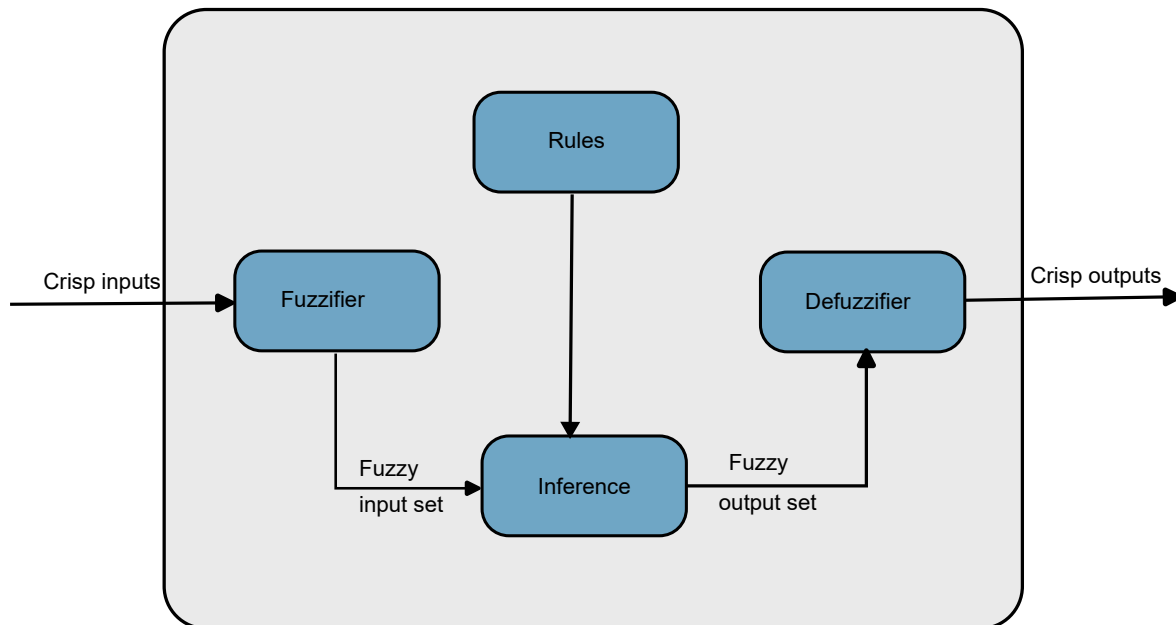 Rules
Crisp inputs
Fuzzifier
Defuzzifier
Crisp outputs
Fuzzy
input set
Inference
Fuzzy
output set